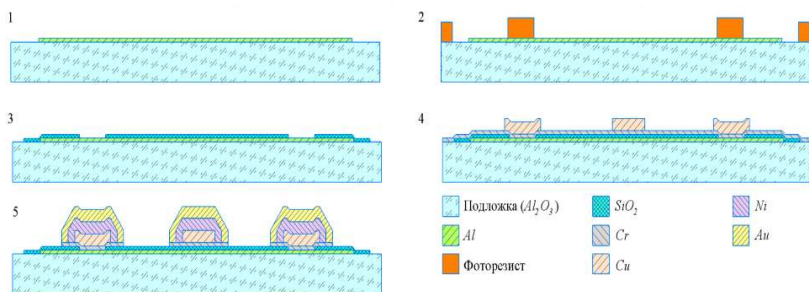 1
2
3
4
5
Подложка (Al₂O₃)
SiO₂
Ni
Al
Cr
Au
Фоторезист
Cu